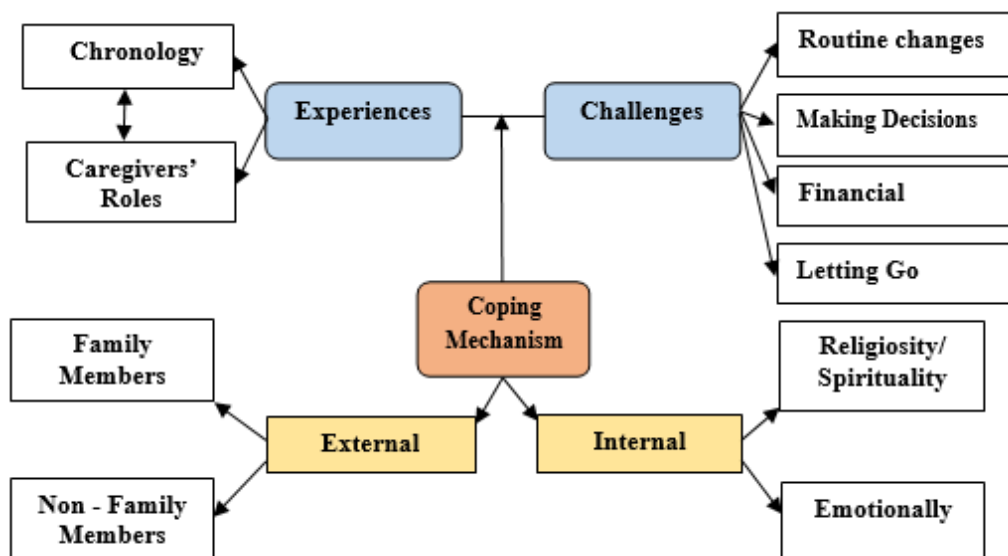 Chronology
Experiences
Challenges
Routine changes
Making Decisions
Caregivers’
Roles
Financial
Letting Go
Coping
Mechanism
Family
Members
Religiosity/
Spirituality
External
Internal
Non - Family
Members
Emotionally